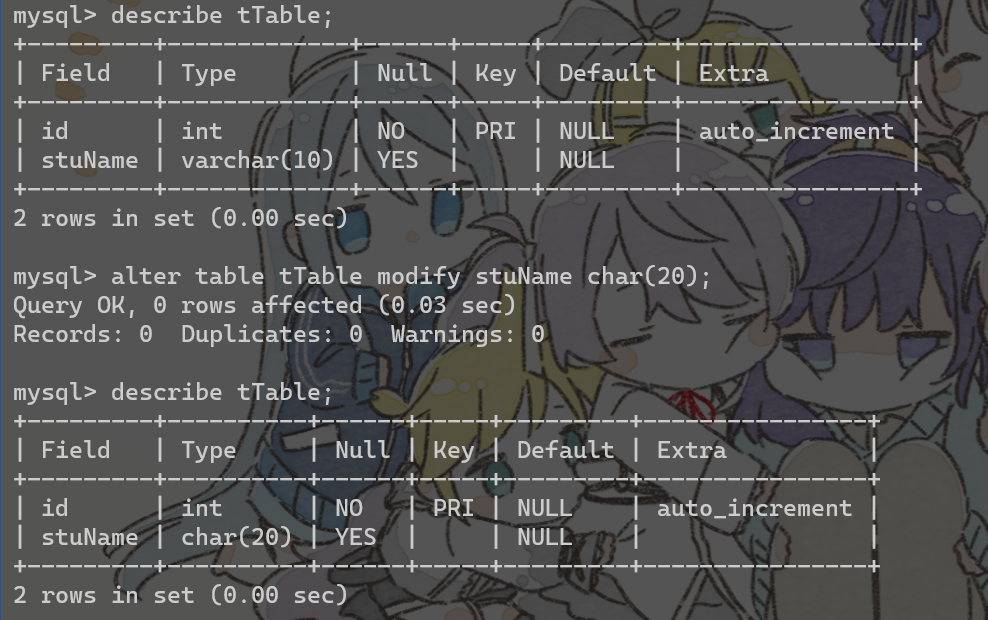 mysql> describe tTable;
+----------+-------------+------+-----+---------+----------------+
| Field    | Type        | Null | Key | Default | Extra          |
+----------+-------------+------+-----+---------+----------------+
| id       | int         | NO   | PRI | NULL    | auto_increment |
| stuName  | varchar(10) | YES  |     | NULL    |                |
+----------+-------------+------+-----+---------+----------------+
2 rows in set (0.00 sec)
mysql> alter table tTable modify stuName char(20);
Query OK, 0 rows affected (0.03 sec)
Records: 0  Duplicates: 0  Warnings: 0
mysql> describe tTable;
+---------+----------+------+-----+---------+----------------+
| Field   | Type     | Null | Key | Default | Extra          |
+---------+----------+------+-----+---------+----------------+
| id      | int      | NO   | PRI | NULL    | auto_increment |
| stuName | char(20) | YES  |     | NULL    |                |
+---------+----------+------+-----+---------+----------------+
2 rows in set (0.00 sec)